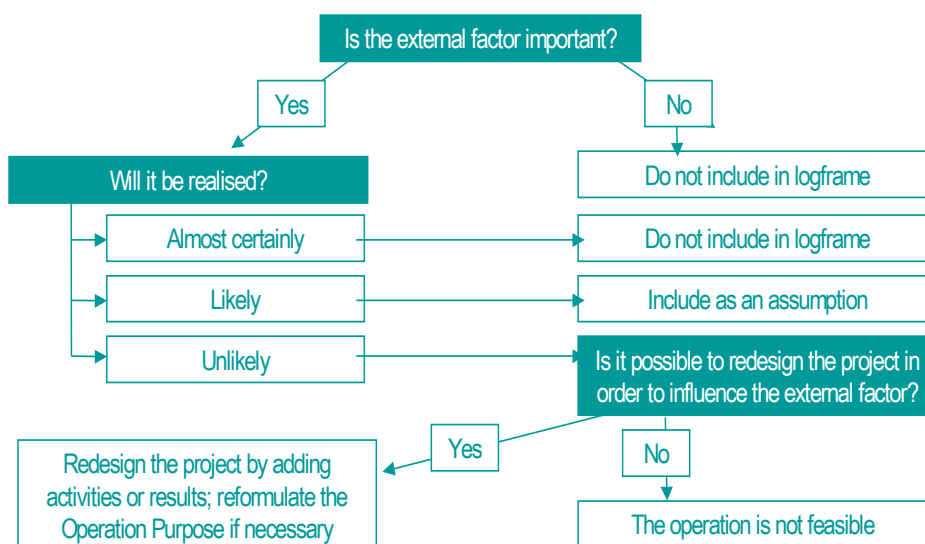 Is the external factor important?
Yes
No
Will it be realised?
Do not include in logframe
Almost certainly
Do not include in logframe
Likely
Include as an assumption
Unlikely
Is it possible to redesign the project in
order to influence the external factor?
Yes
No
Redesign the project by adding
activities or results; reformulate the
Operation Purpose if necessary
The operation is not feasible